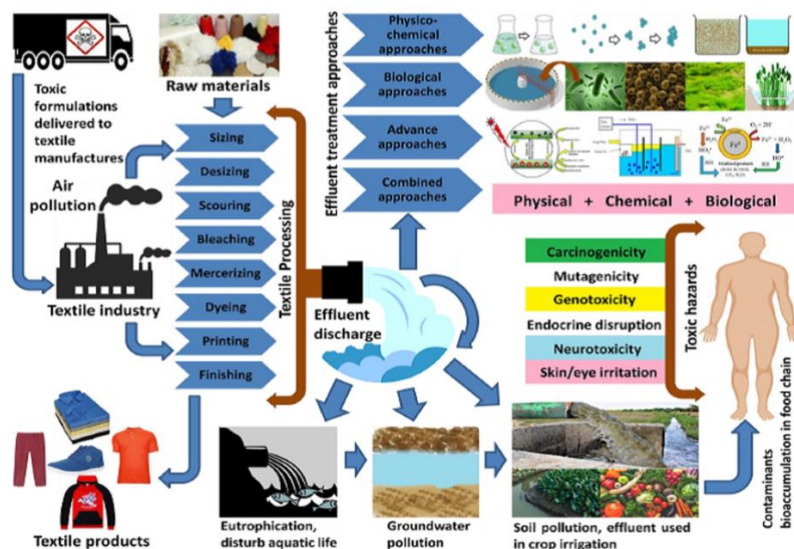 Toxic
formulations
delivered to
textile
manufactures
Air
pollution
Textile industry
Raw materials
Sizing
Desizing
Scouring
Bleaching
Mercerizing
Dyeing
Printing
Finishing
Textile Processing
Textile products
Effluent
discharge
Effluent treatment approaches
Physico-
chemical
approaches
Biological
approaches
Advance
approaches
Combined
approaches
Physical + Chemical + Biological
Carcinogenicity
Mutagenicity
Genotoxicity
Endocrine disruption
Neurotoxicity
Skin/eye irritation
Toxic hazards
Contaminants
bioaccumulation in food chain
Eutrophication,
disturb aquatic life
Groundwater
pollution
Soil pollution, effluent used
in crop irrigation